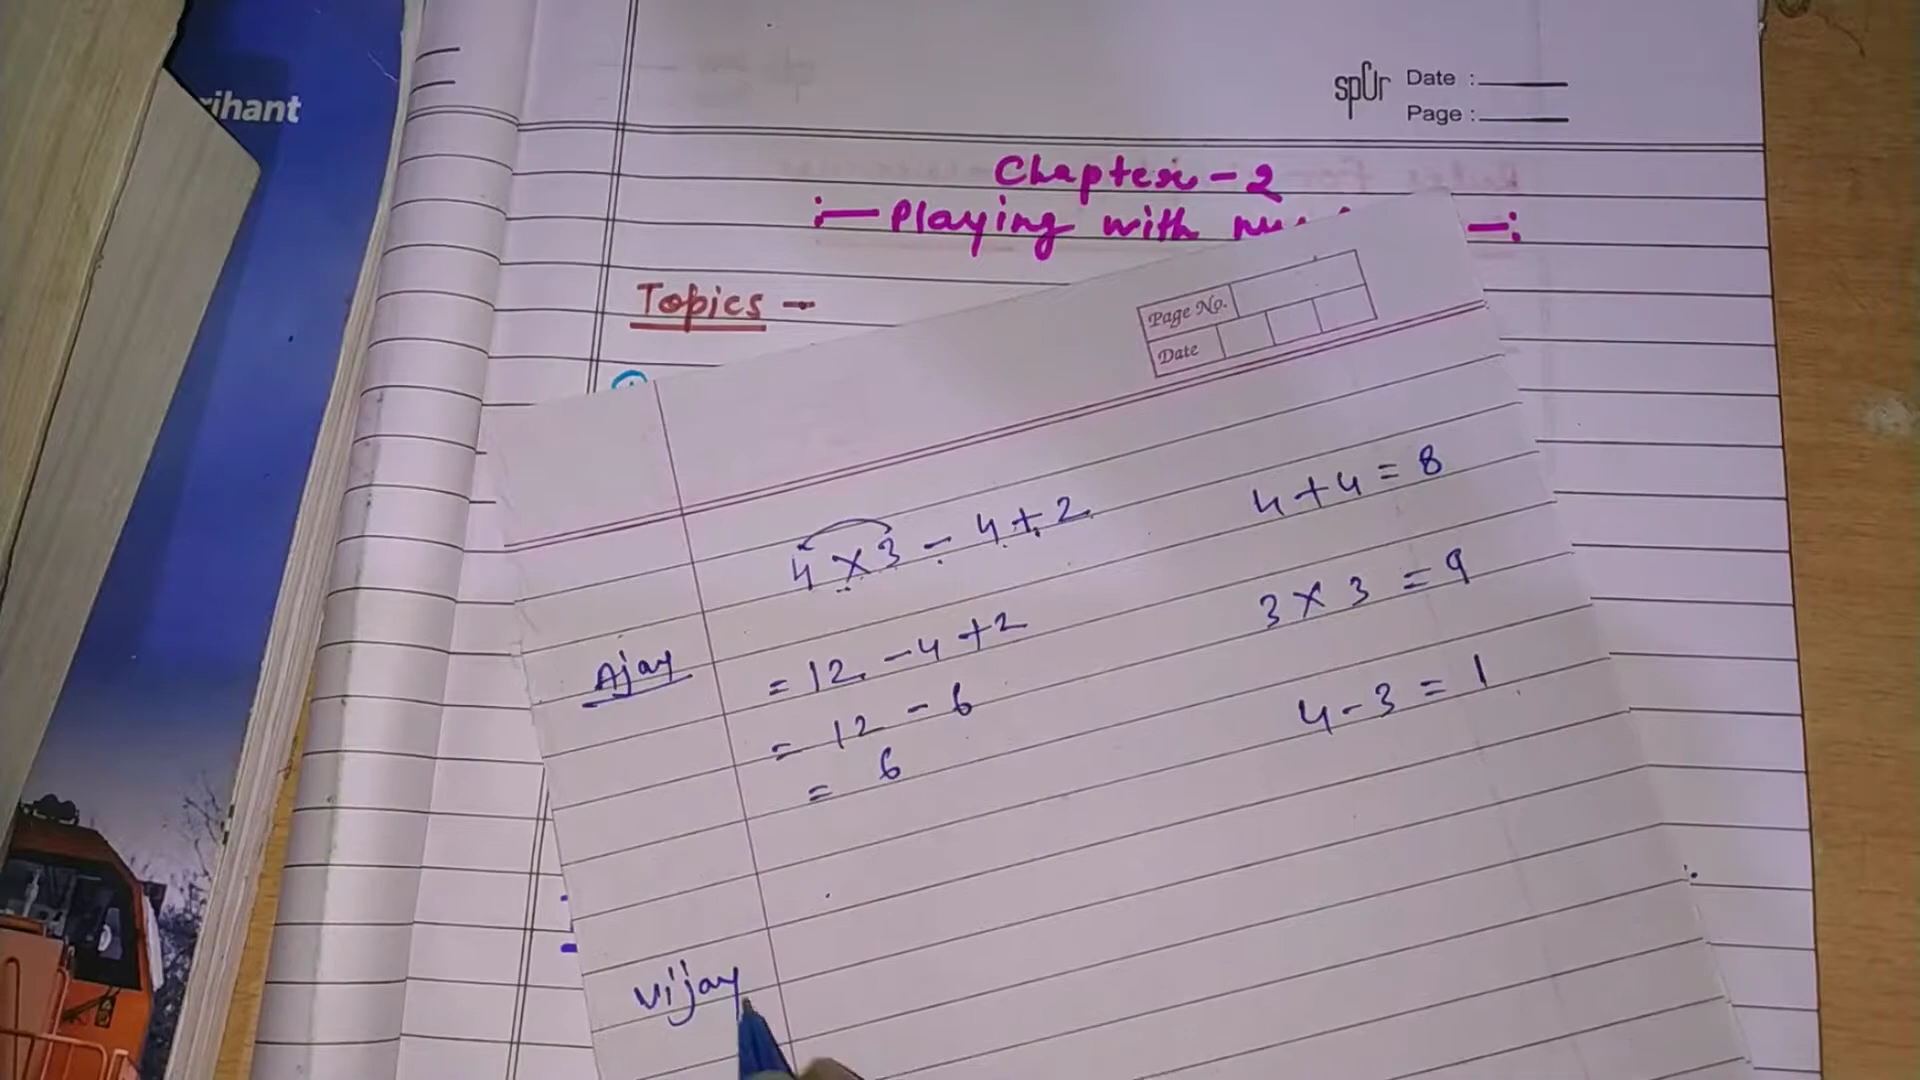 rihant
spür Date :
Page :
Chapter - 2
:— Playing with —:
Topics -
Page No.
Date
4 × 3 - 4 + 2
4 + 4 = 8
Ajay
= 12 - 4 + 2
3 × 3 = 9
= 12 - 6
4 - 3 = 1
= 6
Vijay